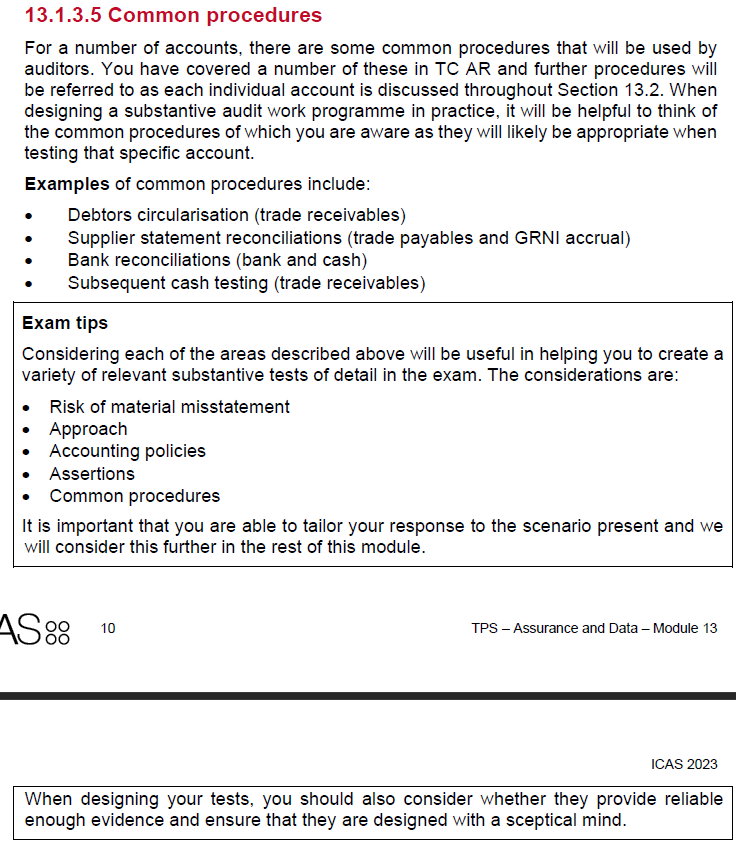 13.1.3.5 Common procedures
For a number of accounts, there are some common procedures that will be used by
auditors. You have covered a number of these in TC AR and further procedures will
be referred to as each individual account is discussed throughout Section 13.2. When
designing a substantive audit work programme in practice, it will be helpful to think of
the common procedures of which you are aware as they will likely be appropriate when
testing that specific account.
Examples of common procedures include:
• Debtors circularisation (trade receivables)
• Supplier statement reconciliations (trade payables and GRNI accrual)
• Bank reconciliations (bank and cash)
• Subsequent cash testing (trade receivables)
Exam tips
Considering each of the areas described above will be useful in helping you to create a
variety of relevant substantive tests of detail in the exam. The considerations are:
• Risk of material misstatement
• Approach
• Accounting policies
• Assertions
• Common procedures
It is important that you are able to tailor your response to the scenario present and we
will consider this further in the rest of this module.
AS 10 TPS – Assurance and Data – Module 13
ICAS 2023
When designing your tests, you should also consider whether they provide reliable
enough evidence and ensure that they are designed with a sceptical mind.